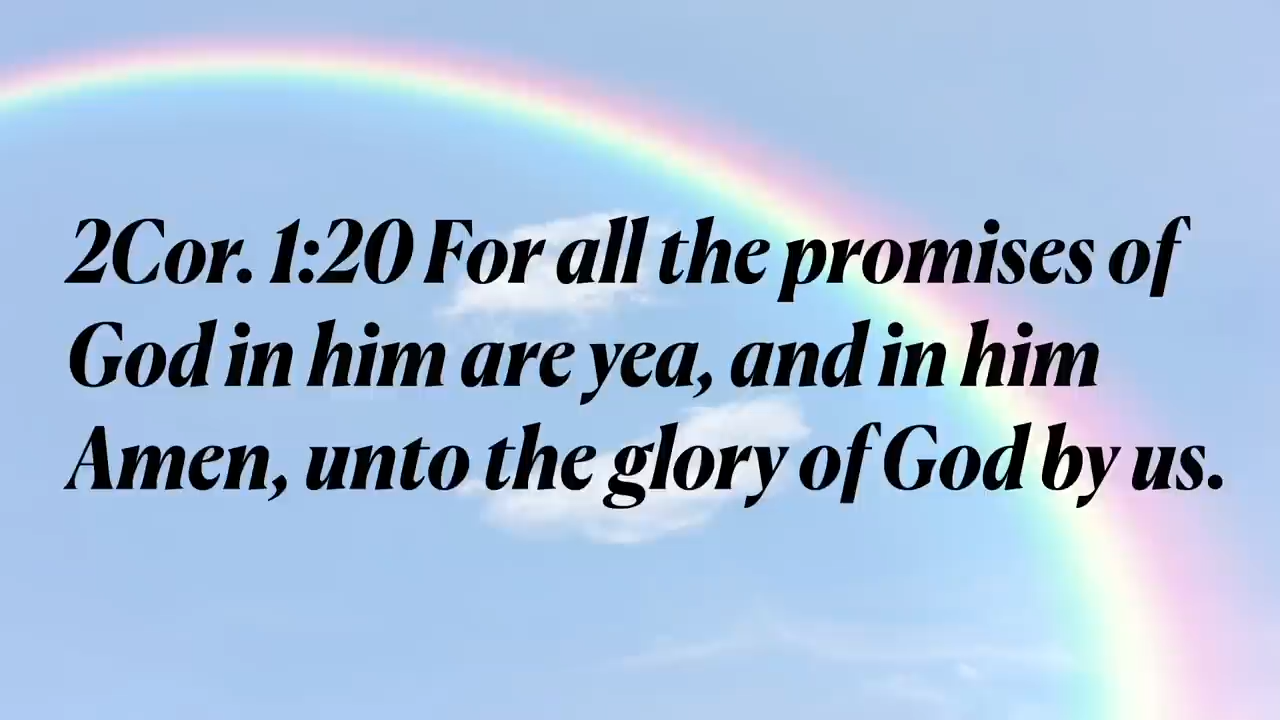 2Cor. 1:20 For all the promises of
God in him are yea, and in him
Amen, unto the glory of God by us.